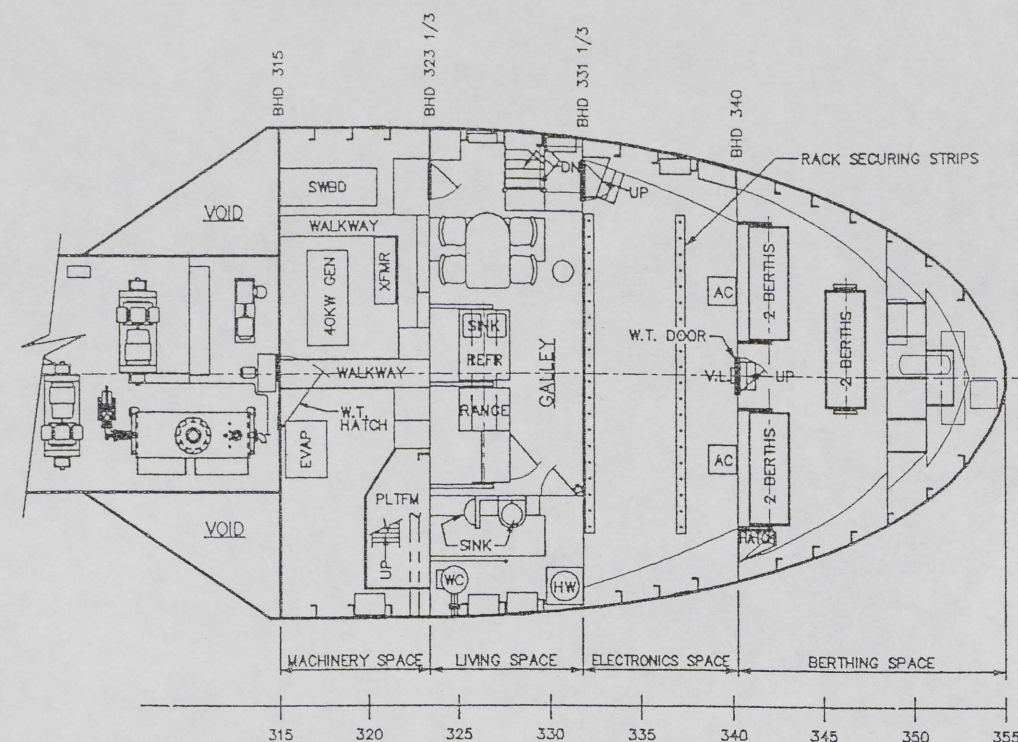 BHD 315
BHD 323 1/3
BHD 331 1/3
BHD 340
RACK SECURING STRIPS
DN
UP
SWBD
VOID
WALKWAY
40KW GEN
XFMR
AC
2-BERTHS
SINK
REFR
GALLEY
W.T. DOOR
2-BERTHS
V.L.
UP
WALKWAY
RANGE
W.T.
HATCH
EVAP
AC
2-BERTHS
PLTFM
VOID
UP
SINK
HATCH
WC
HW
MACHINERY SPACE
LIVING SPACE
ELECTRONICS SPACE
BERTHING SPACE
315 320 325 330 335 340 345 350 355